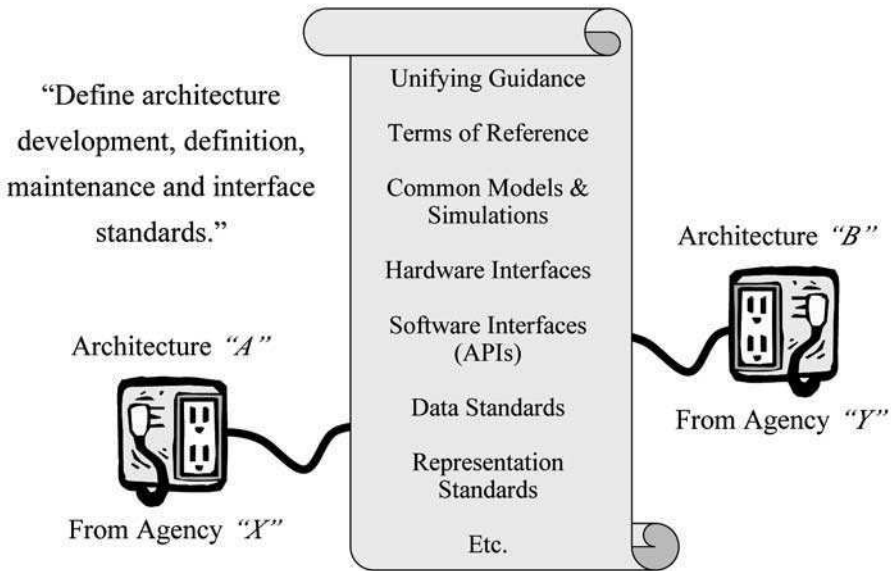 “Define architecture
development, definition,
maintenance and interface
standards.”
Unifying Guidance
Terms of Reference
Common Models &
Simulations
Hardware Interfaces
Software Interfaces
(APIs)
Data Standards
Representation
Standards
Etc.
Architecture “A”
From Agency “X”
Architecture “B”
From Agency “Y”